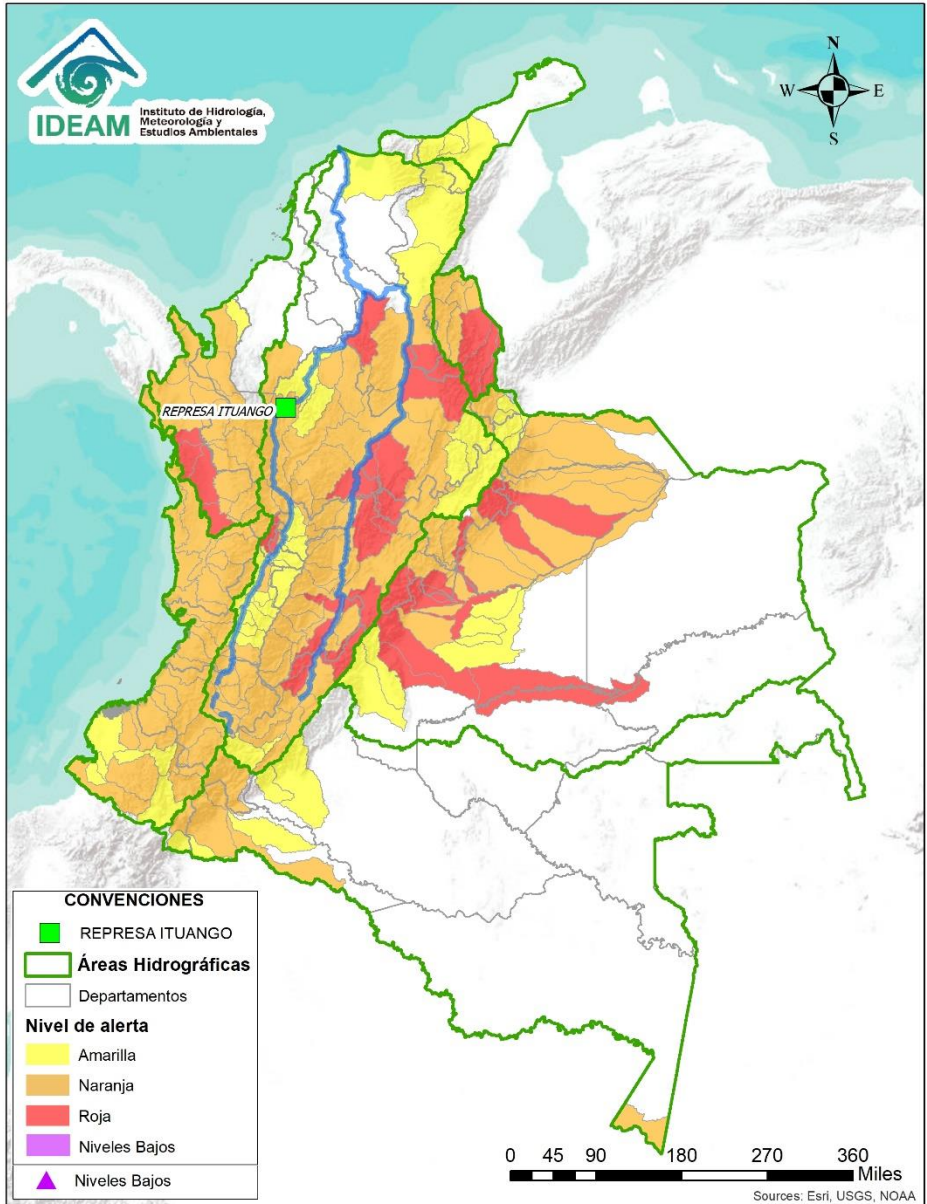 IDEAM
Instituto de Hidrología,
Meteorología y
Estudios Ambientales
N
W
E
S
REPRESA ITUANGO
CONVENCIONES
REPRESA ITUANGO
Áreas Hidrográficas
Departamentos
Nivel de alerta
Amarilla
Naranja
Roja
Niveles Bajos
Niveles Bajos
0 45 90 180 270 360
Miles
Sources: Esri, USGS, NOAA